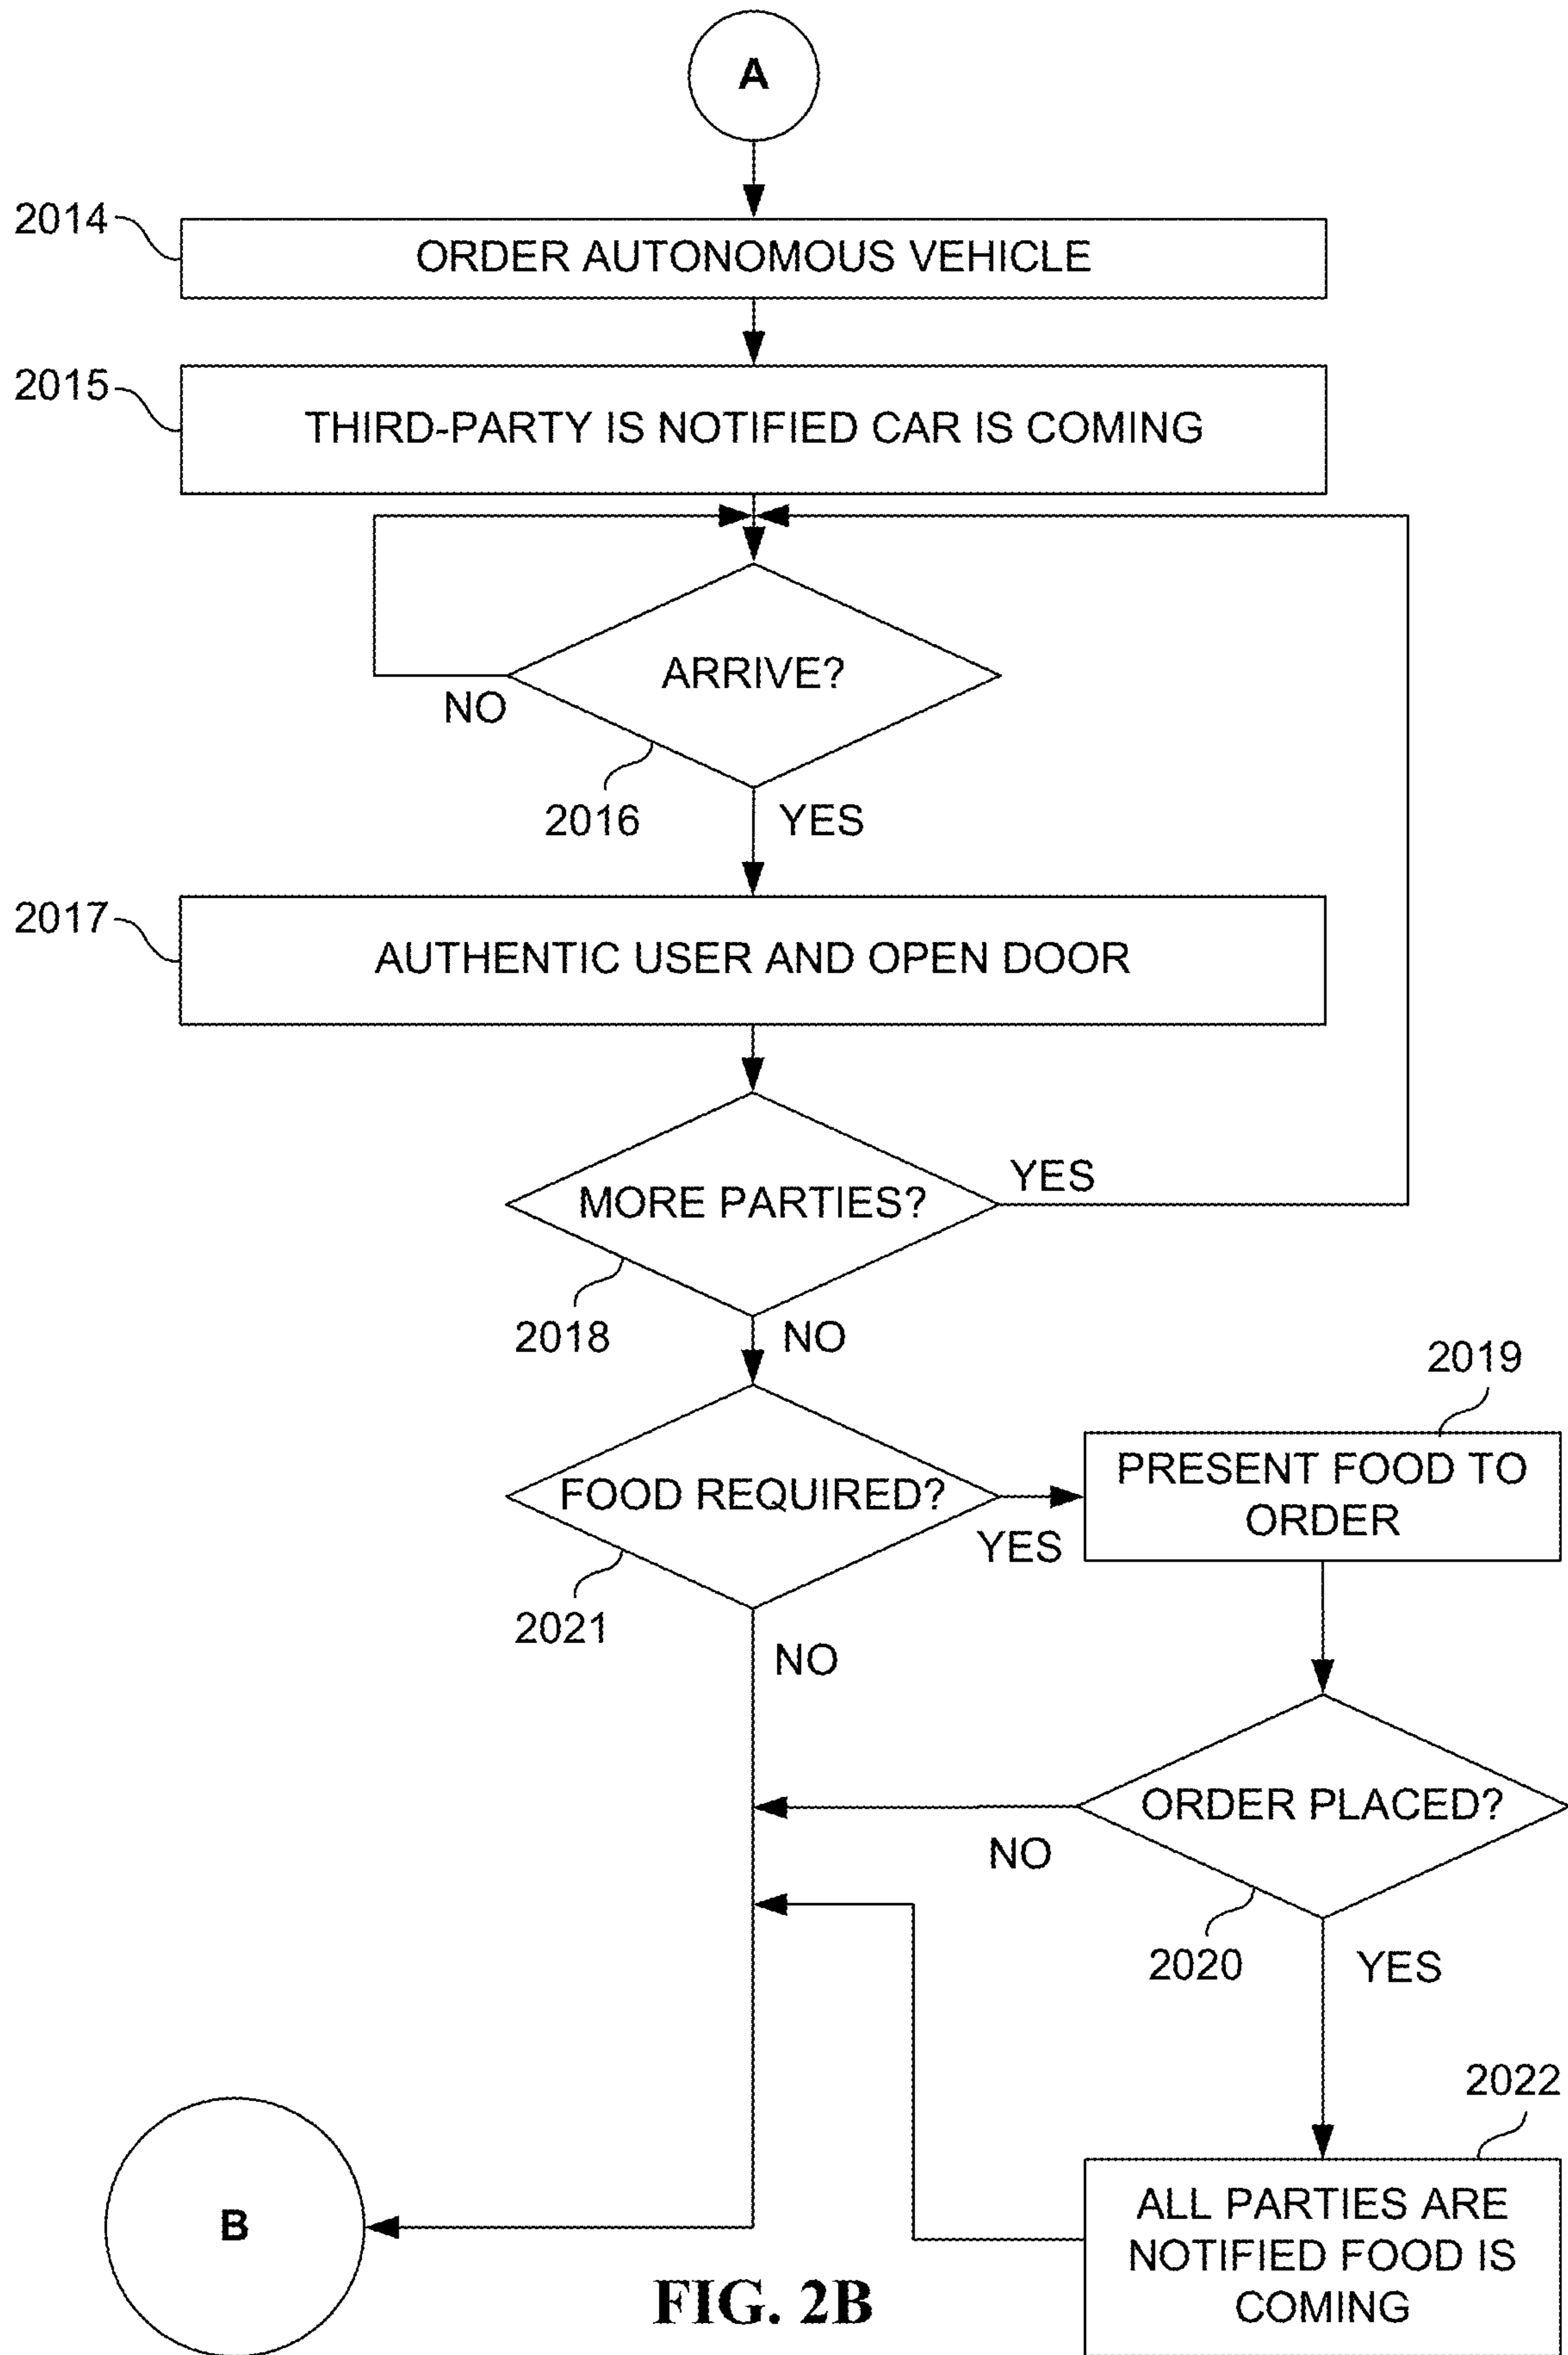 A
2014
ORDER AUTONOMOUS VEHICLE
2015
THIRD-PARTY IS NOTIFIED CAR IS COMING
ARRIVE?
NO
2016
YES
2017
AUTHENTIC USER AND OPEN DOOR
MORE PARTIES?
YES
2018
NO
2019
FOOD REQUIRED?
YES
PRESENT FOOD TO
ORDER
2021
NO
ORDER PLACED?
NO
2020
YES
2022
ALL PARTIES ARE
NOTIFIED FOOD IS
COMING
B
FIG. 2B